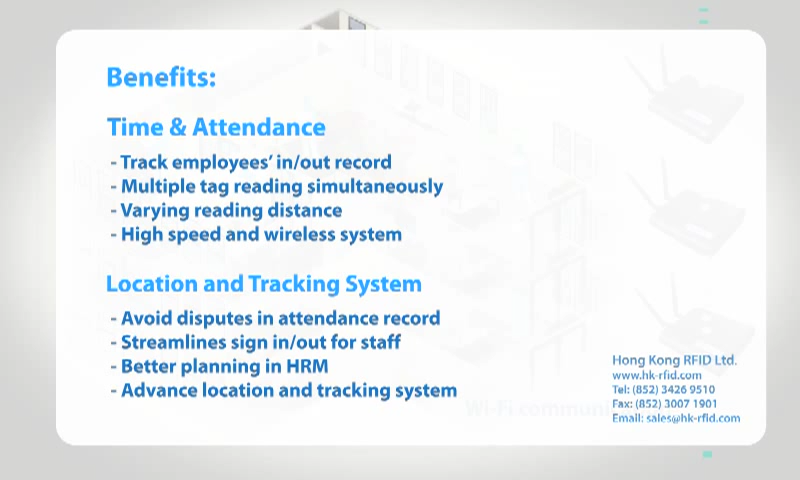 Benefits:
Time & Attendance
- Track employees’ in/out record
- Multiple tag reading simultaneously
- Varying reading distance
- High speed and wireless system
Location and Tracking System
- Avoid disputes in attendance record
- Streamlines sign in/out for staff
- Better planning in HRM
- Advance location and tracking system
Wi-Fi communi
Hong Kong RFID Ltd.
www.hk-rfid.com
Tel: (852) 3426 9510
Fax: (852) 3007 1901
Email: sales@hk-rfid.com